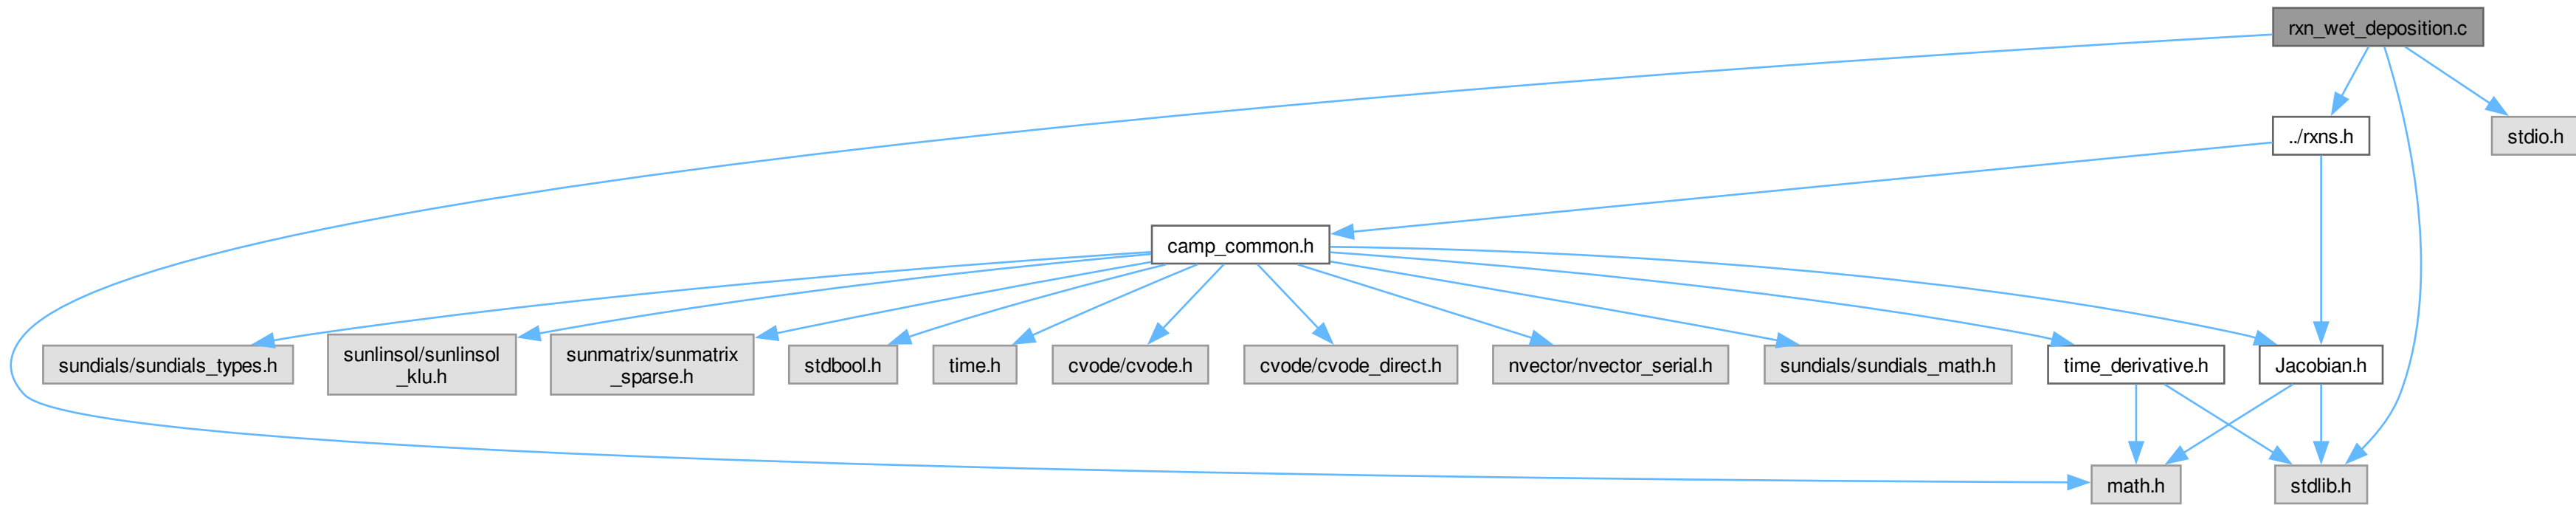 rxn_wet_deposition.c
../rxns.h
stdio.h
camp_common.h
sundials/sundials_types.h
sunlinsol/sunlinsol
_klu.h
sunmatrix/sunmatrix
_sparse.h
stdbool.h
time.h
cvode/cvode.h
cvode/cvode_direct.h
nvector/nvector_serial.h
sundials/sundials_math.h
time_derivative.h
Jacobian.h
math.h
stdlib.h